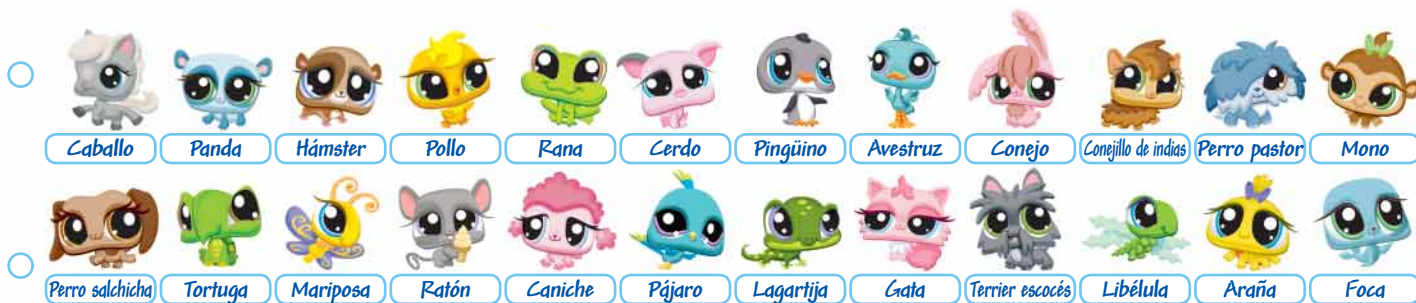 Caballo Panda Hámster Pollo Rana Cerdo Pingüino Avestruz Conejo Conejillo de indias Perro pastor Mono
Perro salchicha Tortuga Mariposa Ratón Caniche Pájaro Lagartija Gata Terrier escocés Libélula Araña Foca